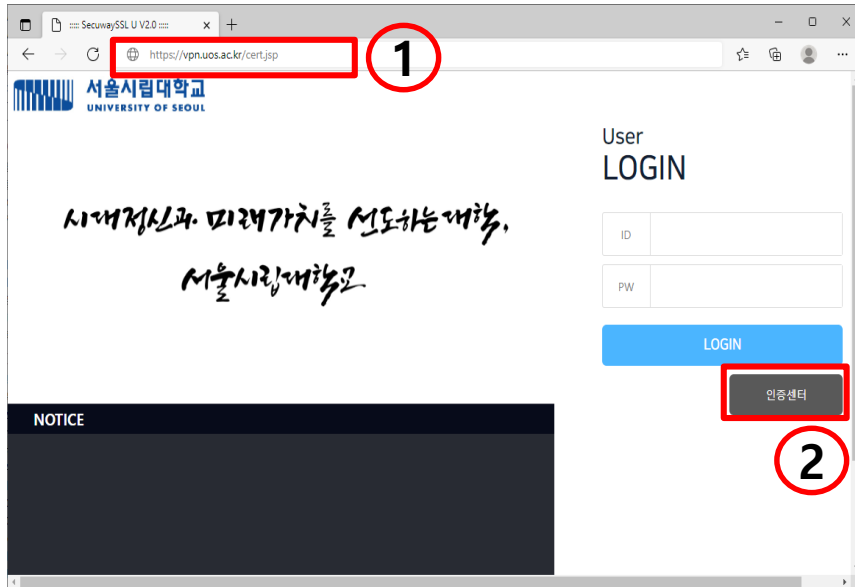 ::::: SecuwaySSL U V2.0 :::::
https://vpn.uos.ac.kr/cert.jsp
1
서울시립대학교
UNIVERSITY OF SEOUL
시대정신과 미래가치를 선도하는 대학,
서울시립대학교
User
LOGIN
ID
PW
LOGIN
인증센터
2
NOTICE